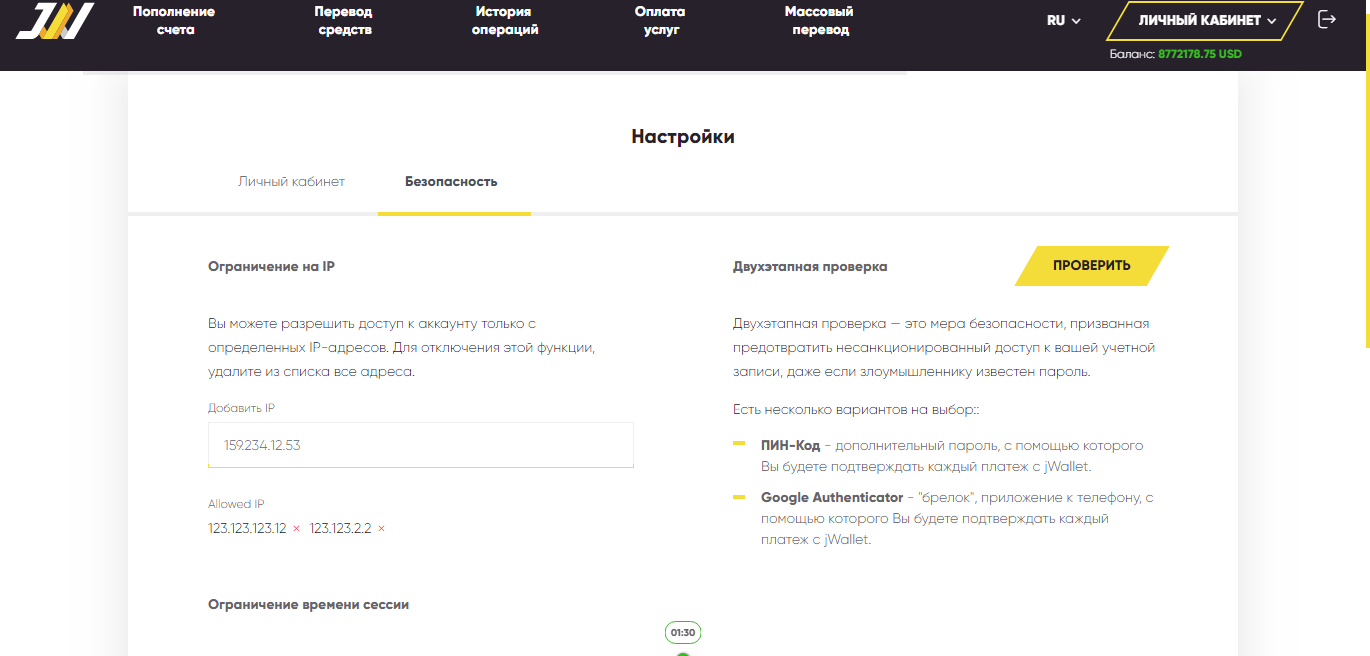 JW
Пополнение
счета
Перевод
средств
История
операций
Оплата
услуг
Массовый
перевод
RU
ЛИЧНЫЙ КАБИНЕТ
Баланс: 8772178.75 USD
Настройки
Личный кабинет
Безопасность
Ограничение на IP
Вы можете разрешить доступ к аккаунту только с
определенных IP-адресов. Для отключения этой функции,
удалите из списка все адреса.
Добавить IP
159.234.12.53
Allowed IP
123.123.123.12 × 123.123.2.2 ×
Ограничение времени сессии
01:30
Двухэтапная проверка
ПРОВЕРИТЬ
Двухэтапная проверка — это мера безопасности, призванная
предотвратить несанкционированный доступ к вашей учетной
записи, даже если злоумышленнику известен пароль.
Есть несколько вариантов на выбор::
ПИН-Код - дополнительный пароль, с помощью которого
Вы будете подтверждать каждый платеж с jWallet.
Google Authenticator - "брелок", приложение к телефону, с
помощью которого Вы будете подтверждать каждый
платеж с jWallet.